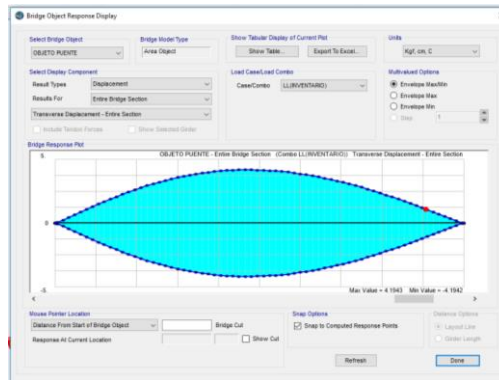 Bridge Object Response Display
Select Bridge Object
OBJETO PUENTE
Bridge Model Type
Area Object
Show Tabular Display of Current Plot
Show Table...
Export To Excel...
Units
Kgf, cm, C
Select Display Component
Result Types
Displacement
Results For
Entire Bridge Section
Transverse Displacement - Entire Section
Include Tendon Forces
Show Selected Girder
Load Case/Load Combo
Case/Combo
LL(INVENTARIO)
Multivalued Options
Envelope Max/Min
Envelope Max
Envelope Min
Step
1
Bridge Response Plot
5.
OBJETO PUENTE - Entire Bridge Section (Combo LL(INVENTARIO)) Transverse Displacement - Entire Section
0
-5
Max Value = 4.1943 Min Value = -4.1942
Mouse Pointer Location
Distance From Start of Bridge Object
Bridge Cut
Response At Current Location
Show Cut
Snap Options
Snap to Computed Response Points
Distance Options
Layout Line
Girder Length
Refresh
Done